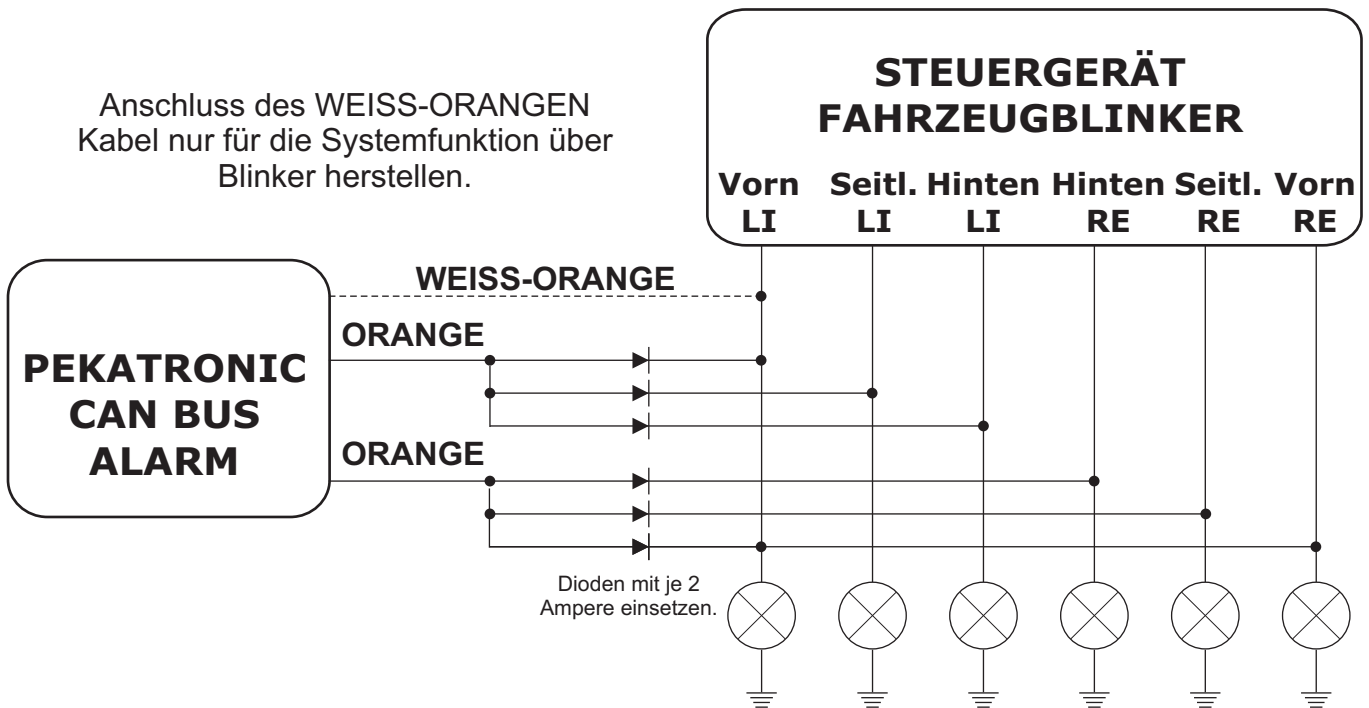 Anschluss des WEISS-ORANGEN
Kabel nur für die Systemfunktion über
Blinker herstellen.
STEUERGERÄT
FAHRZEUGBLINKER
Vorn Seitl. Hinten Hinten Seitl. Vorn
LI LI LI RE RE RE
WEISS-ORANGE
ORANGE
PEKATRONIC
CAN BUS
ALARM
ORANGE
Dioden mit je 2
Ampere einsetzen.